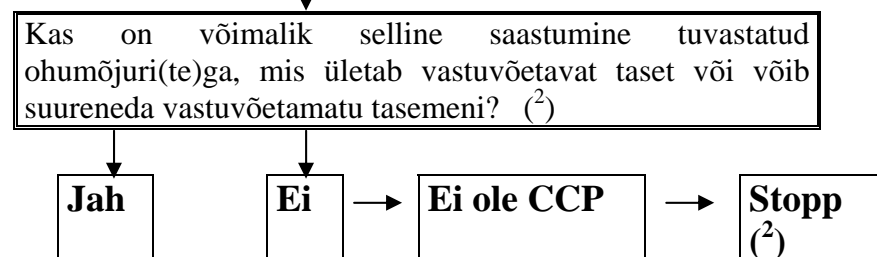 Kas on võimalik selline saastumine tuvastatud
ohumõjuri(te)ga, mis ületab vastuvõetavat taset või võib
suureneda vastuvõetamatu tasemeni? (²)
Jah Ei Ei ole CCP Stopp
(²)